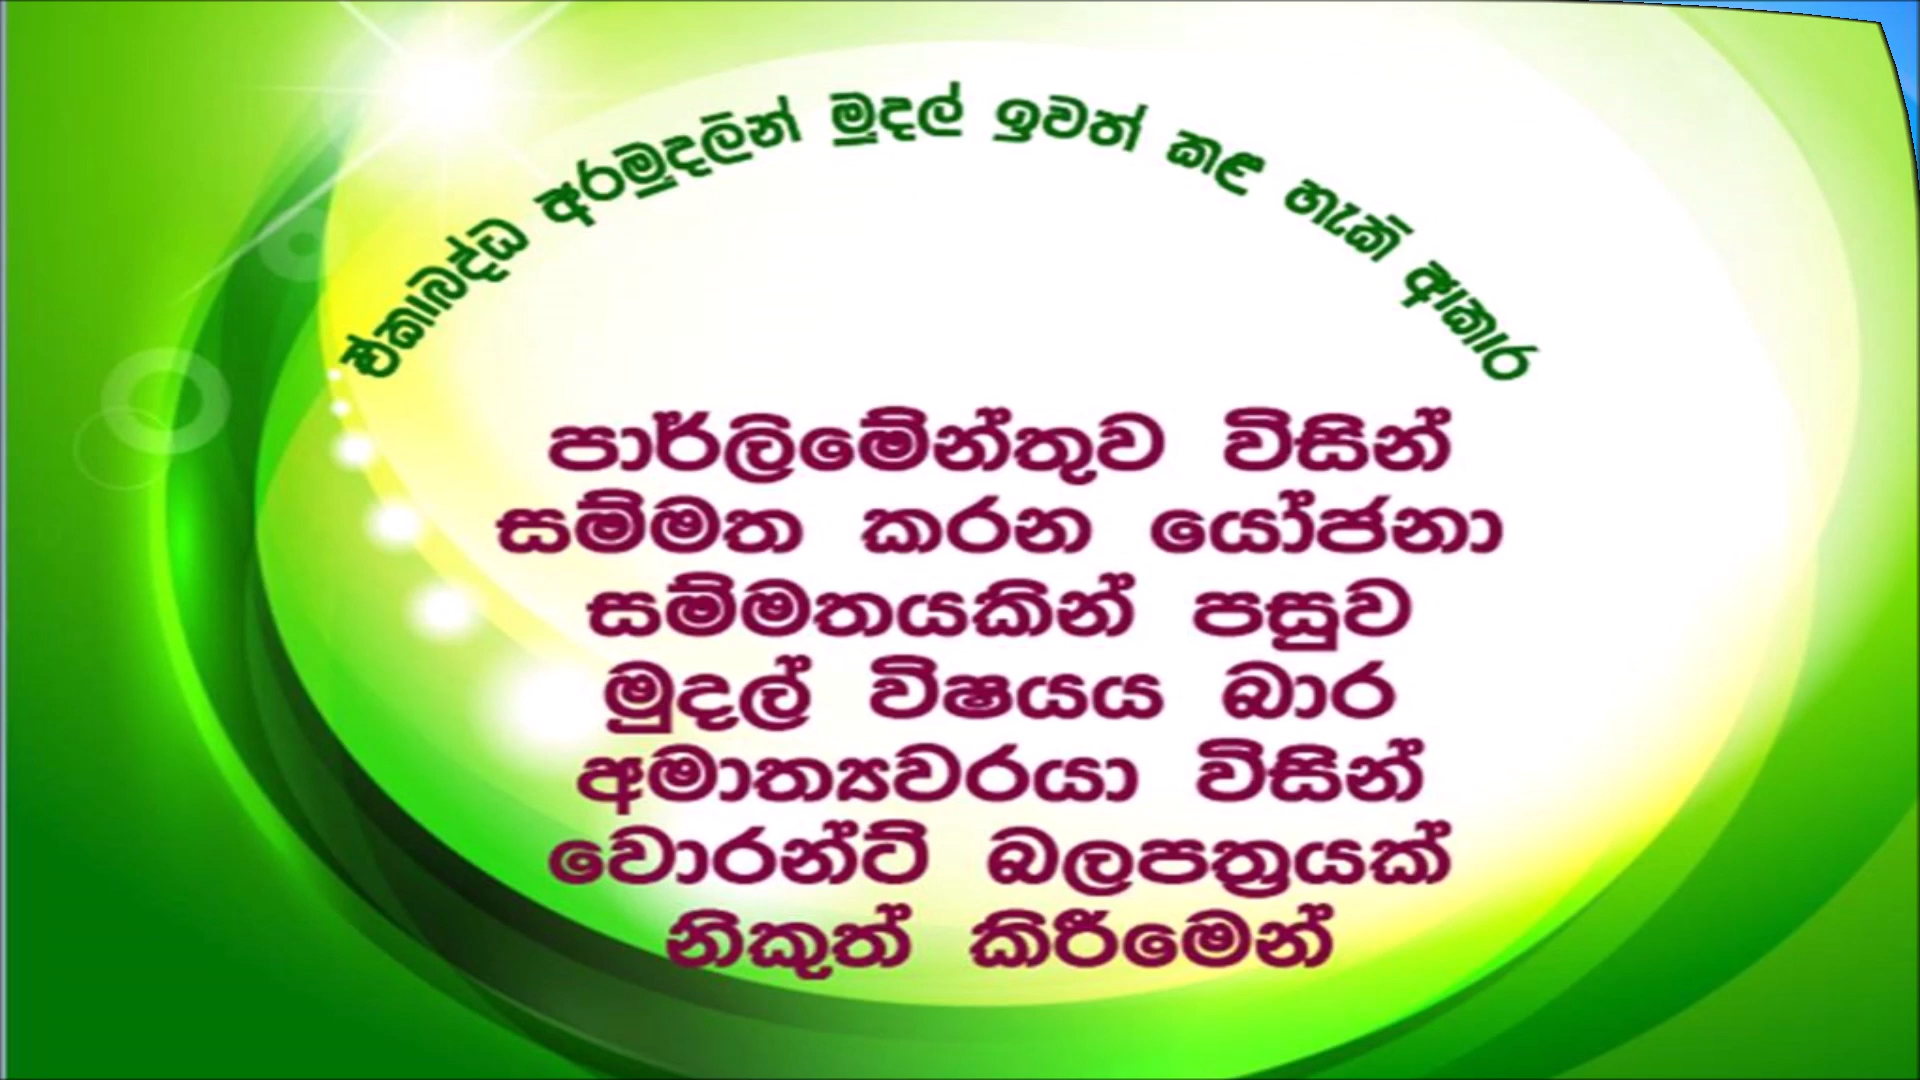 ඒකාබද්ධ අරමුදලින් මුදල් ඉවත් කළ හැකි ආකාර
පාර්ලිමේන්තුව විසින්
සම්මත කරන යෝජනා
සම්මතයකින් පසුව
මුදල් විෂයය බාර
අමාත්‍යවරයා විසින්
වොරන්ට් බලපත්‍රයක්
නිකුත් කිරීමෙන්